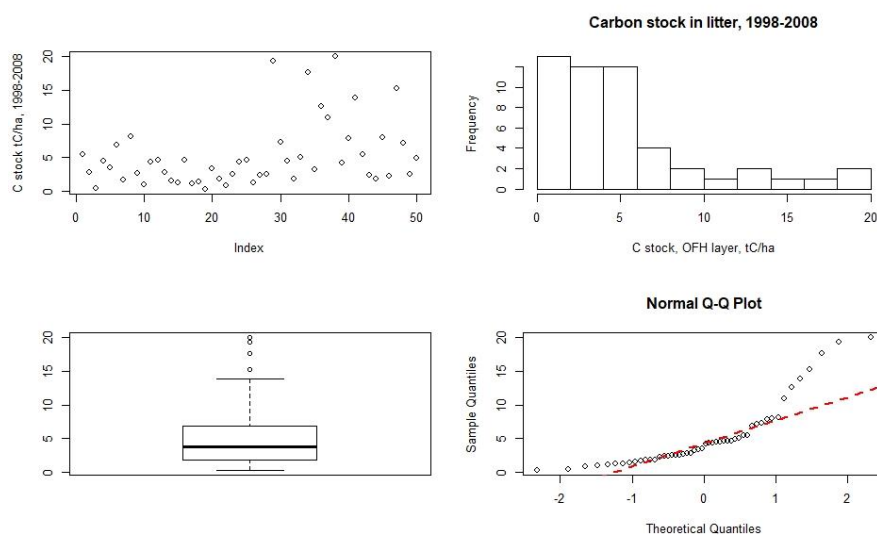 C stock tC/ha, 1998-2008
0 5 10 15 20
0 10 20 30 40 50
Index
Carbon stock in litter, 1998-2008
Frequency
0 2 4 6 10
0 5 10 15 20
C stock, OFH layer, tC/ha
0 5 10 15 20
Normal Q-Q Plot
Sample Quantiles
0 5 10 15 20
-2 -1 0 1 2
Theoretical Quantiles